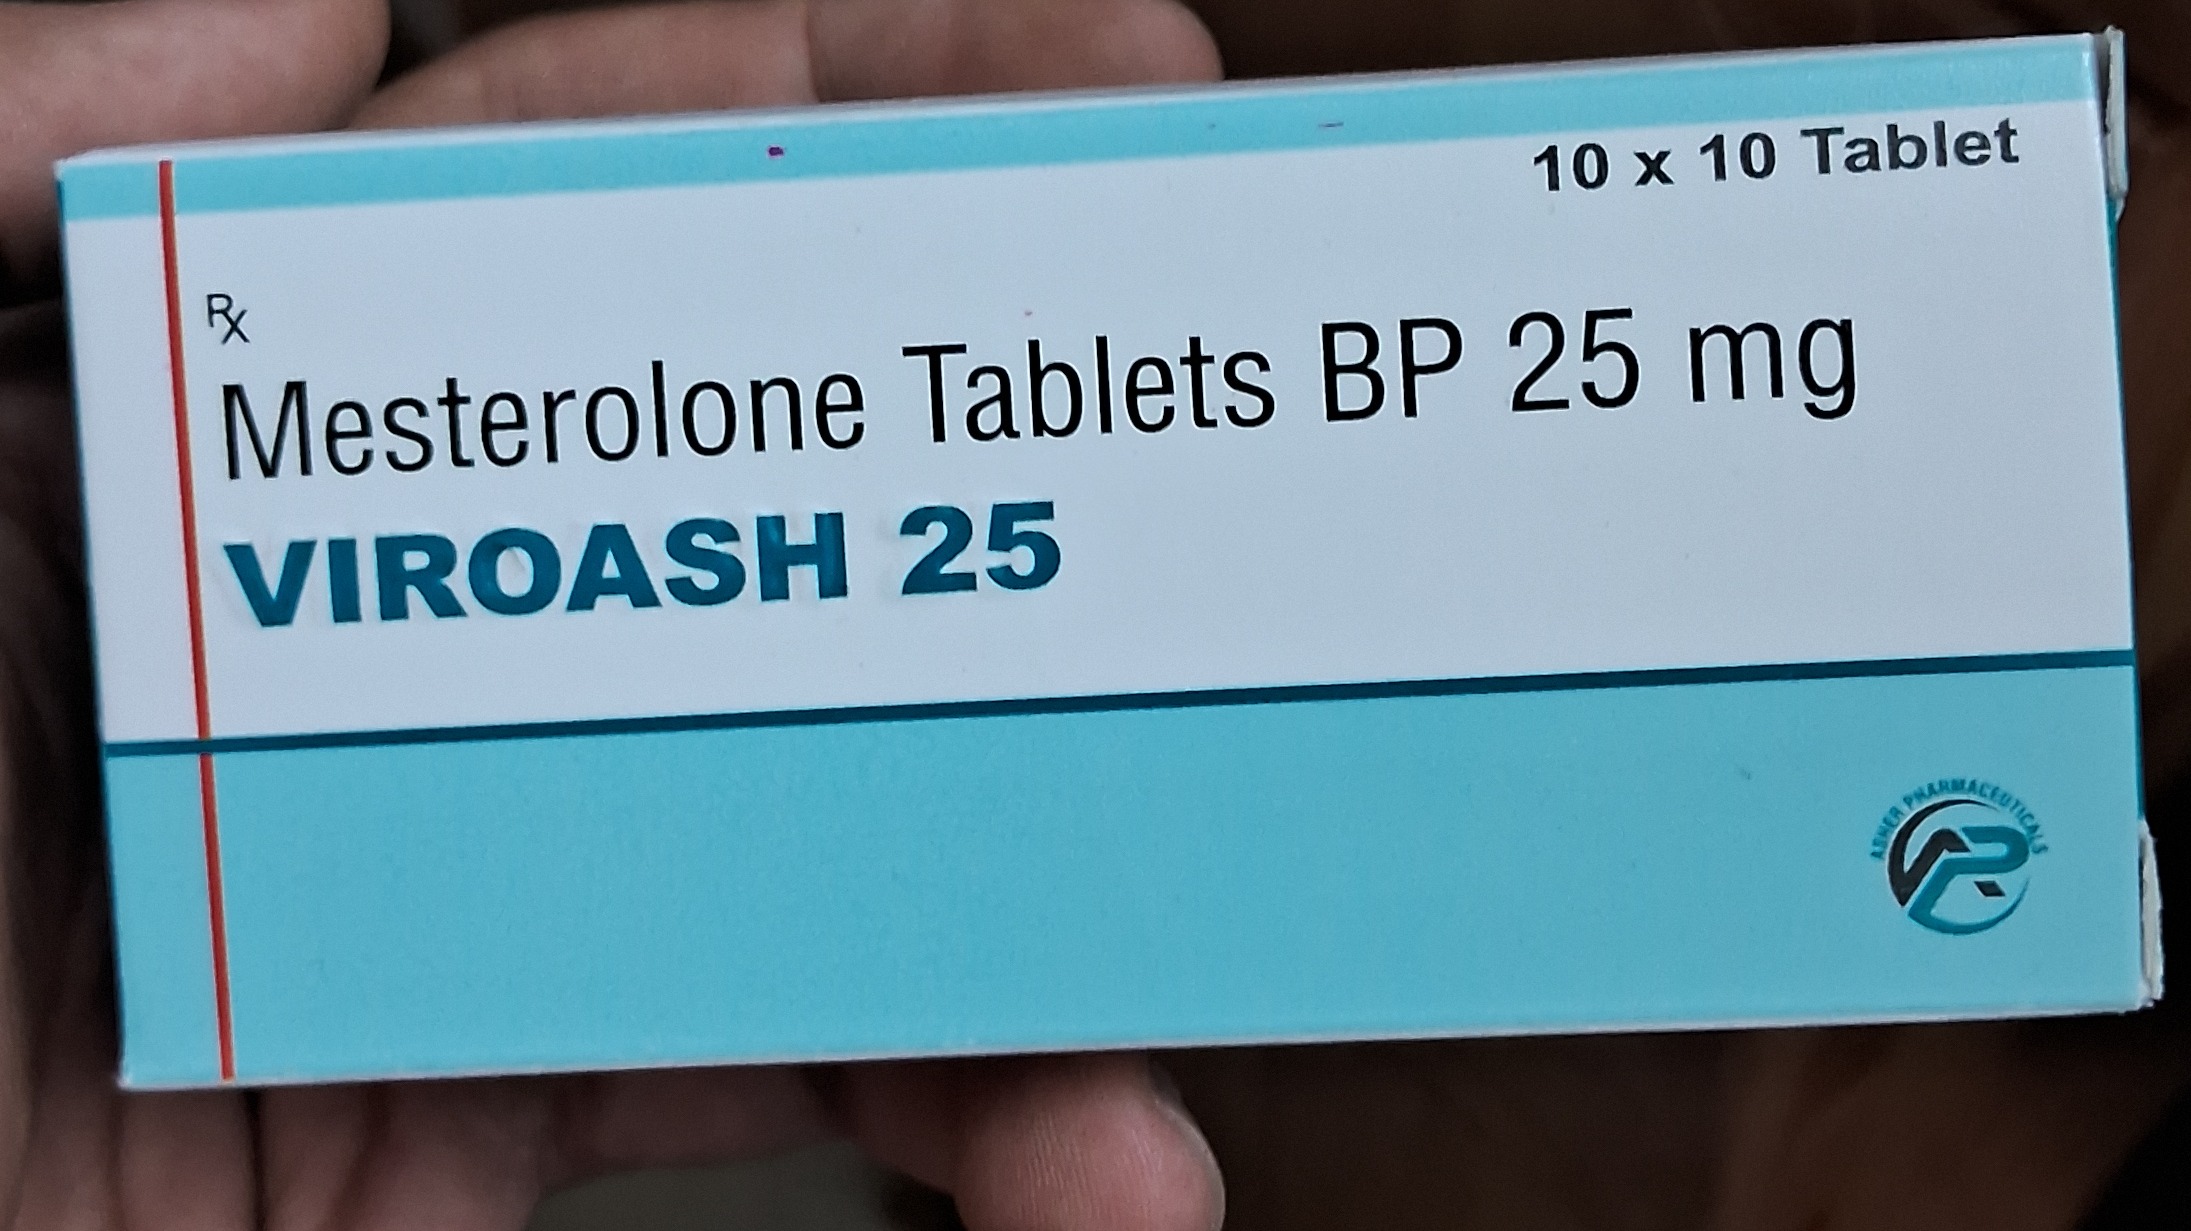 10 x 10 Tablet
Rx
Mesterolone Tablets BP 25 mg
VIROASH 25
ASHER PHARMACEUTICALS